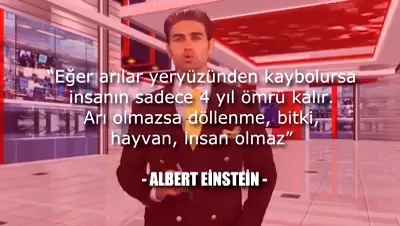 “Eğer arılar yeryüzünden kaybolursa
insanın sadece 4 yıl ömrü kalır.
Arı olmazsa döllenme, bitki,
hayvan, insan olmaz”
- ALBERT EİNSTEİN -